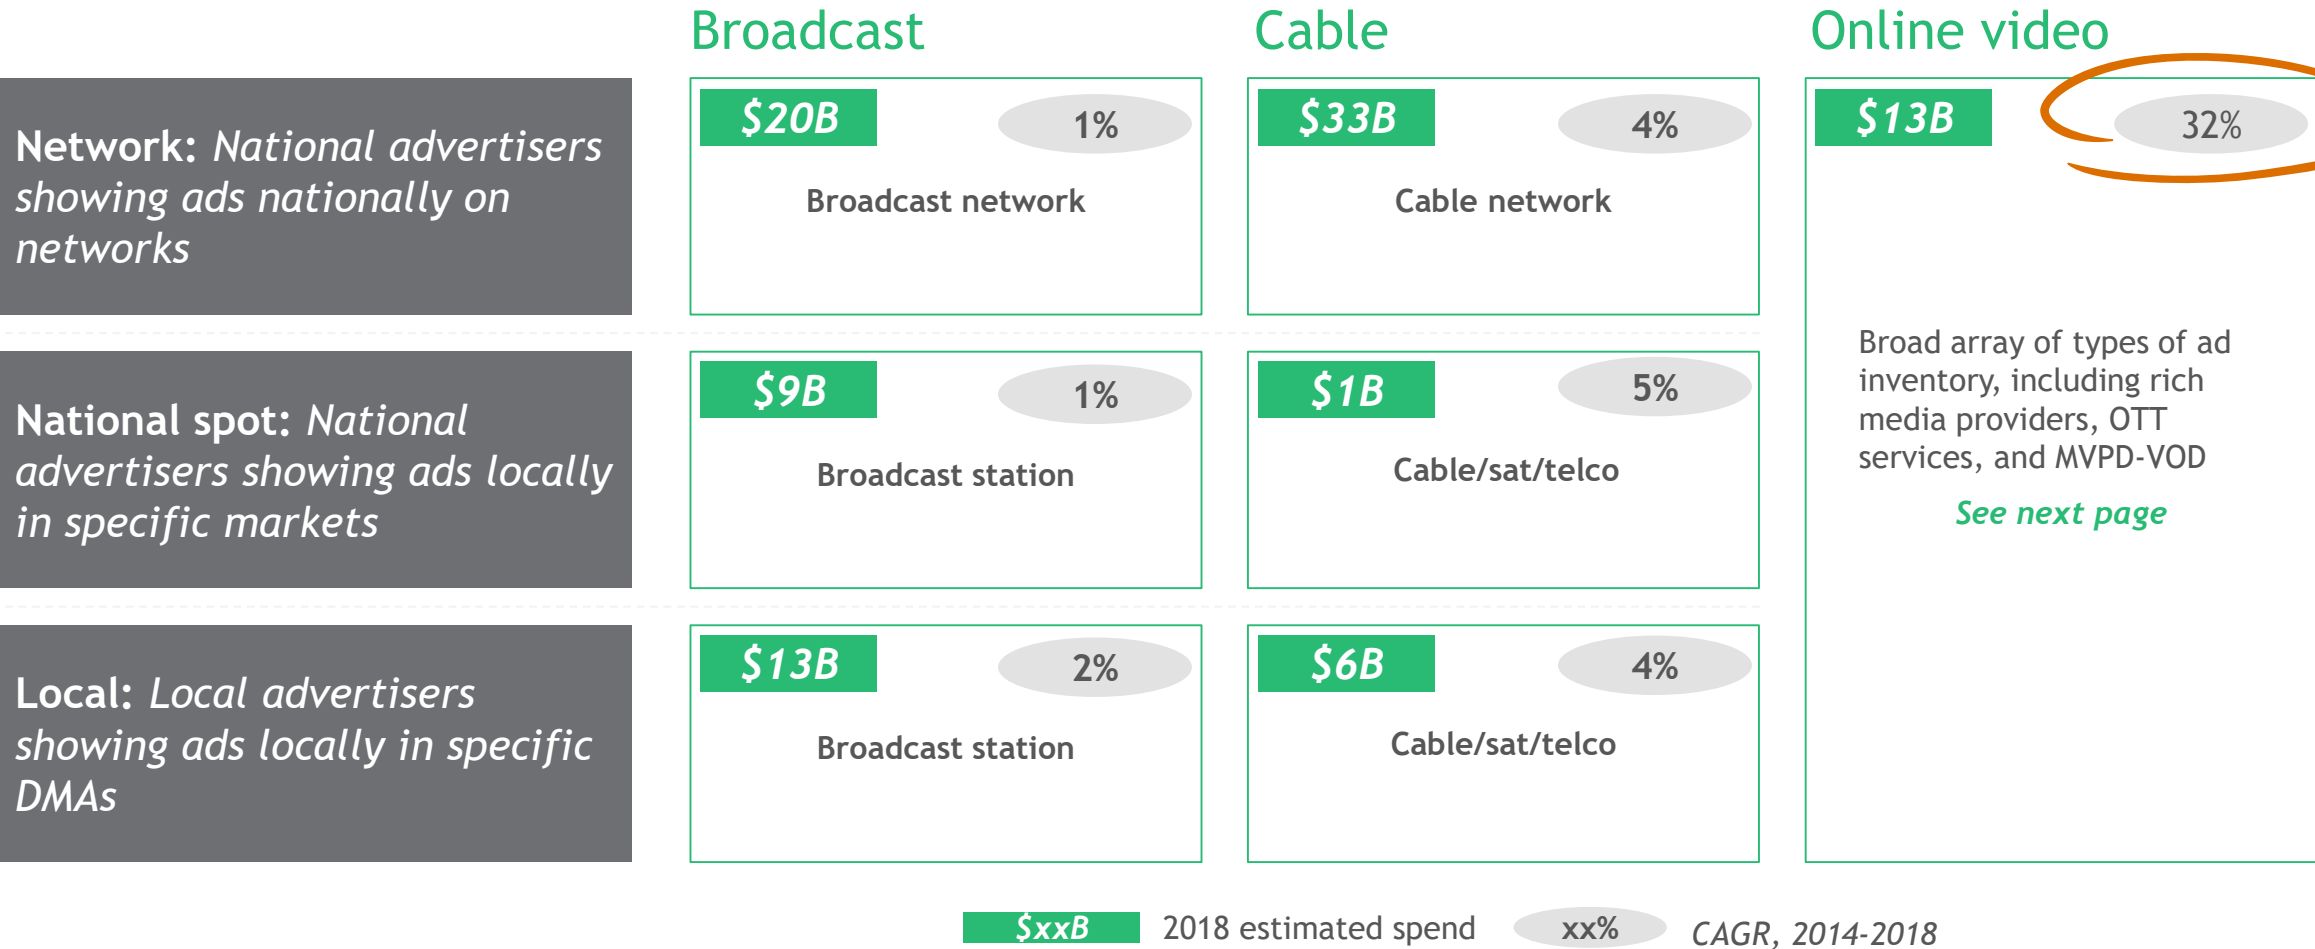 Broadcast
Cable
Online video
Network: National advertisers
showing ads nationally on
networks
$20B
1%
Broadcast network
$33B
4%
Cable network
$13B
32%
Broad array of types of ad
inventory, including rich
media providers, OTT
services, and MVPD-VOD
See next page
National spot: National
advertisers showing ads locally
in specific markets
$9B
1%
Broadcast station
$1B
5%
Cable/sat/telco
Local: Local advertisers
showing ads locally in specific
DMAs
$13B
2%
Broadcast station
$6B
4%
Cable/sat/telco
$xxB
2018 estimated spend
xx%
CAGR, 2014-2018